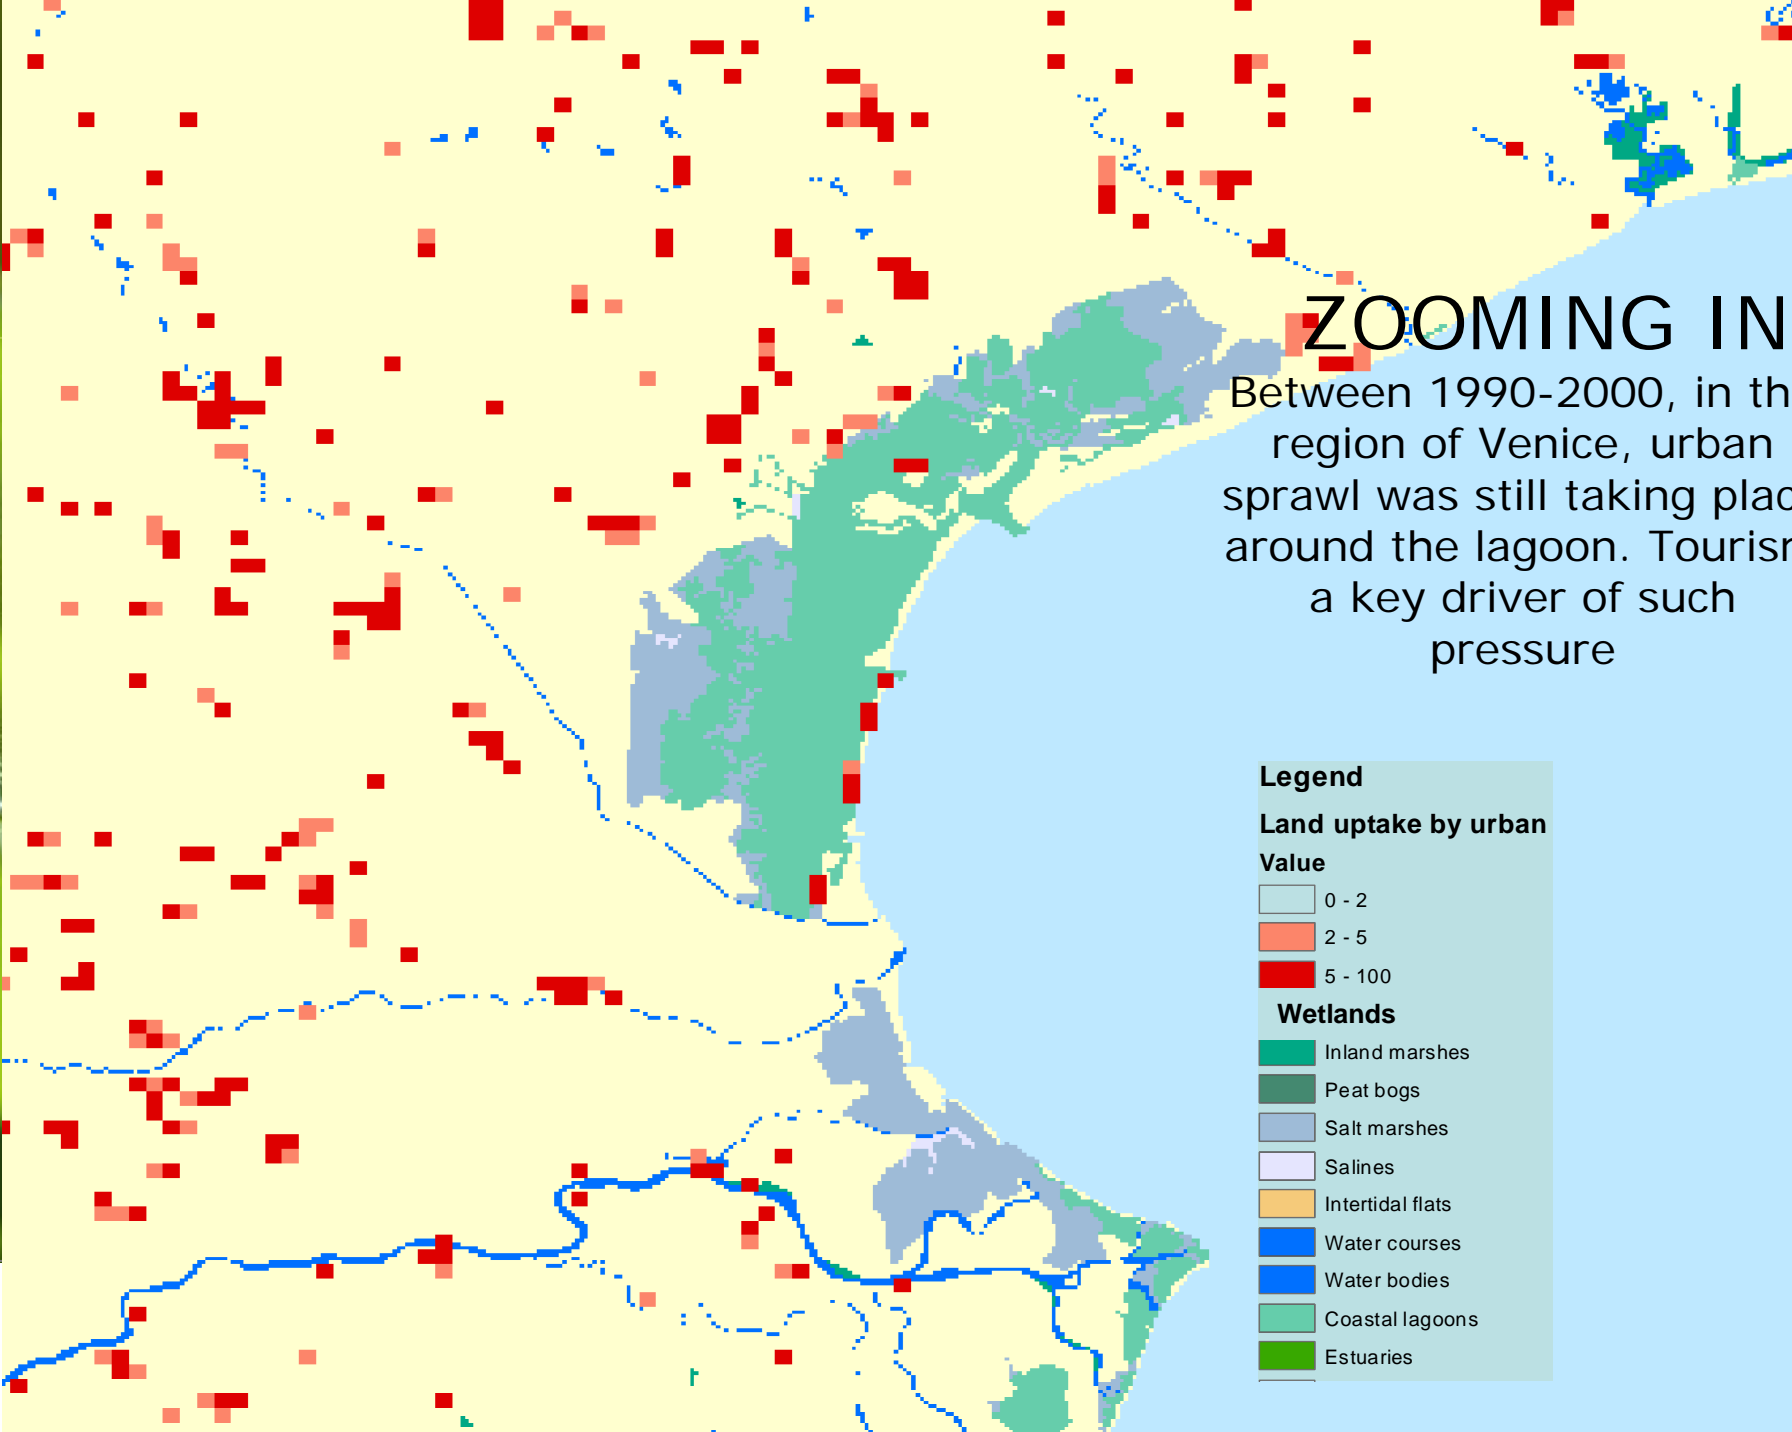 ZOOMING IN
Between 1990-2000, in th
region of Venice, urban
sprawl was still taking plac
around the lagoon. Tourisn
a key driver of such
pressure
Legend
Land uptake by urban
Value
0 - 2
2 - 5
5 - 100
Wetlands
Inland marshes
Peat bogs
Salt marshes
Salines
Intertidal flats
Water courses
Water bodies
Coastal lagoons
Estuaries